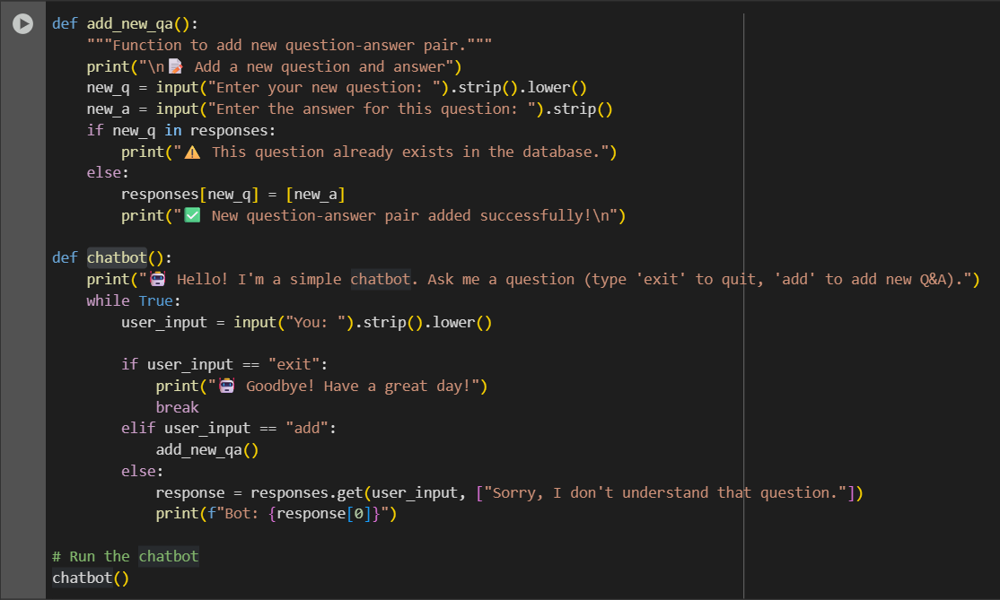 def add_new_qa():
    """Function to add new question-answer pair."""
    print("\n📝 Add a new question and answer")
    new_q = input("Enter your new question: ").strip().lower()
    new_a = input("Enter the answer for this question: ").strip()
    if new_q in responses:
        print("⚠️ This question already exists in the database.")
    else:
        responses[new_q] = [new_a]
        print("✅ New question-answer pair added successfully!\n")

def chatbot():
    print("🤖 Hello! I'm a simple chatbot. Ask me a question (type 'exit' to quit, 'add' to add new Q&A).")
    while True:
        user_input = input("You: ").strip().lower()

        if user_input == "exit":
            print("🤖 Goodbye! Have a great day!")
            break
        elif user_input == "add":
            add_new_qa()
        else:
            response = responses.get(user_input, ["Sorry, I don't understand that question."])
            print(f"Bot: {response[0]}")

# Run the chatbot
chatbot()